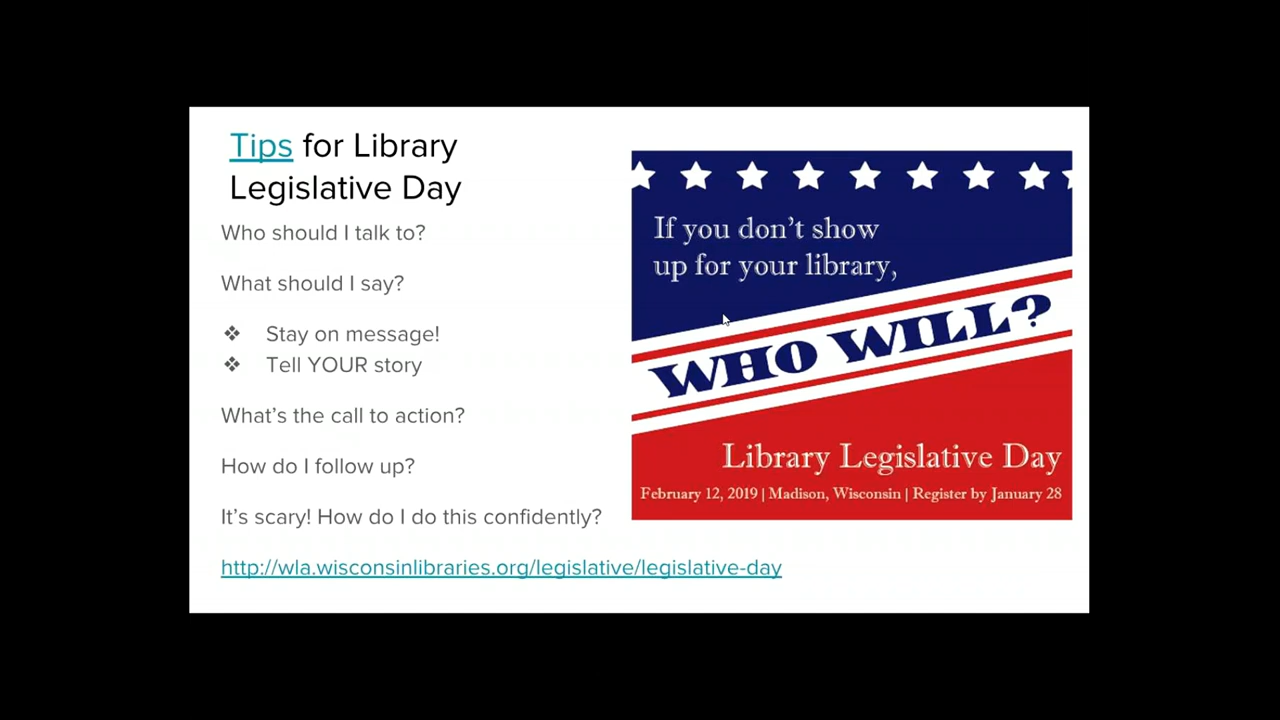 Tips for Library
Legislative Day
Who should I talk to?
What should I say?
❖ Stay on message!
❖ Tell YOUR story
What's the call to action?
How do I follow up?
It's scary! How do I do this confidently?
http://wla.wisconsinlibraries.org/legislative/legislative-day
If you don't show
up for your library,
WHO WILL?
Library Legislative Day
February 12, 2019 | Madison, Wisconsin | Register by January 28